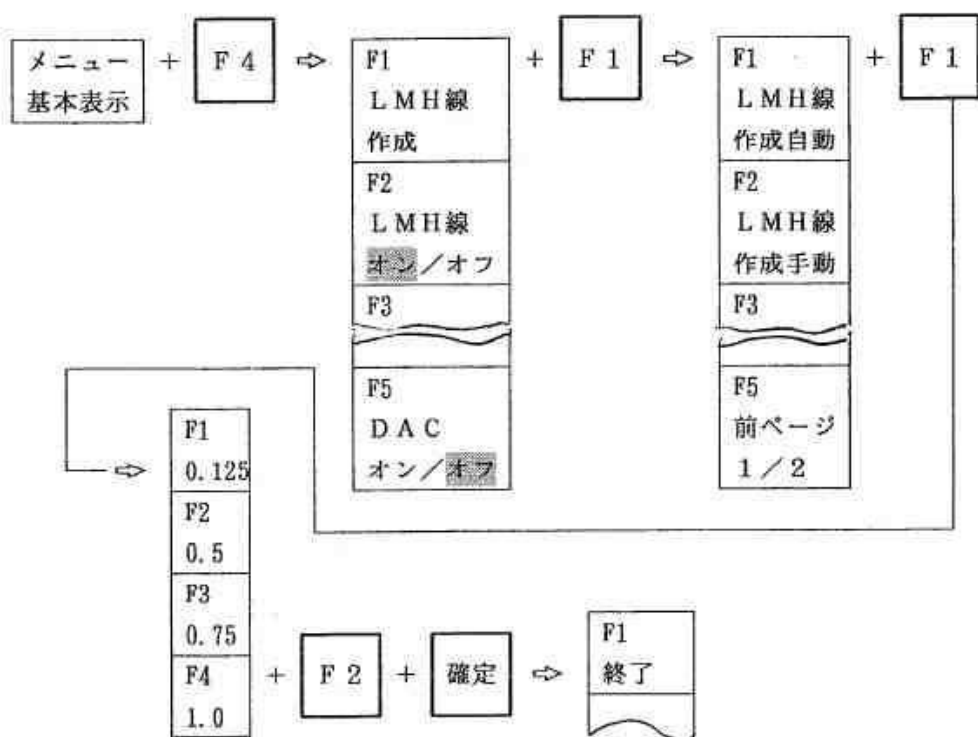 メニュー
基本表示
+
F 4
⇨
F1
LMH線
作成
F2
LMH線
オン/オフ
F3
F5
DAC
オン/オフ
+
F 1
⇨
F1
LMH線
作成自動
F2
LMH線
作成手動
F3
F5
前ページ
1/2
+
F 1
⇨
F1
0.125
F2
0.5
F3
0.75
F4
1.0
+
F 2
+
確定
⇨
F1
終了